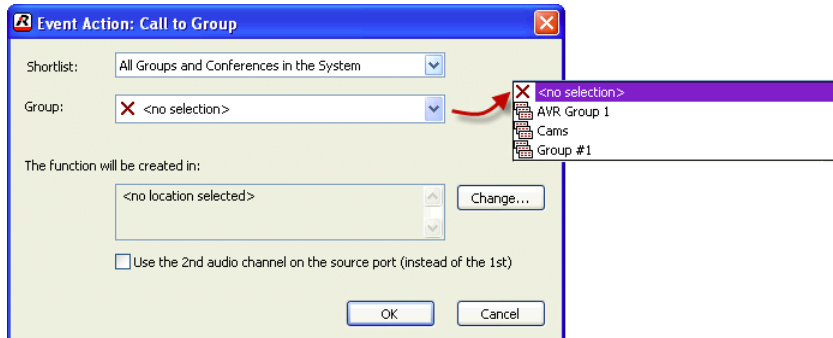 Event Action: Call to Group
Shortlist: All Groups and Conferences in the System
Group: <no selection>
<no selection>
AVR Group 1
Cams
Group #1
The function will be created in:
<no location selected>
Change...
Use the 2nd audio channel on the source port (instead of the 1st)
OK Cancel